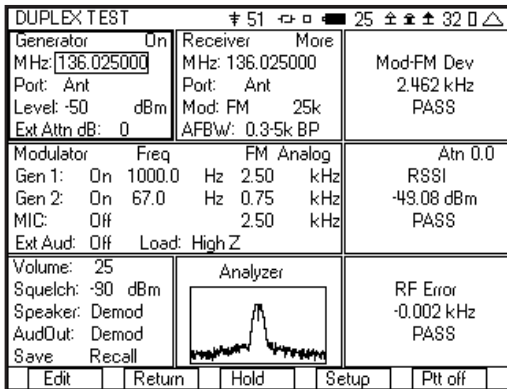 DUPLEX TEST 51 25 32
Generator On
MHz: 136.025000
Port: Ant
Level: -50 dBm
Ext Attn dB: 0
Receiver More
MHz: 136.025000
Port: Ant
Mod: FM 25k
AFBW: 0.3-5k BP
Mod-FM Dev
2.462 kHz
PASS
Modulator Freq FM Analog
Gen 1: On 1000.0 Hz 2.50 kHz
Gen 2: On 67.0 Hz 0.75 kHz
MIC: Off 2.50 kHz
Ext Aud: Off Load: High Z
Atn 0.0
RSSI
-49.08 dBm
PASS
Volume: 25
Squelch: -90 dBm
Speaker: Demod
AudOut: Demod
Save Recall
Analyzer
RF Error
-0.002 kHz
PASS
Edit Return Hold Setup Ptt off